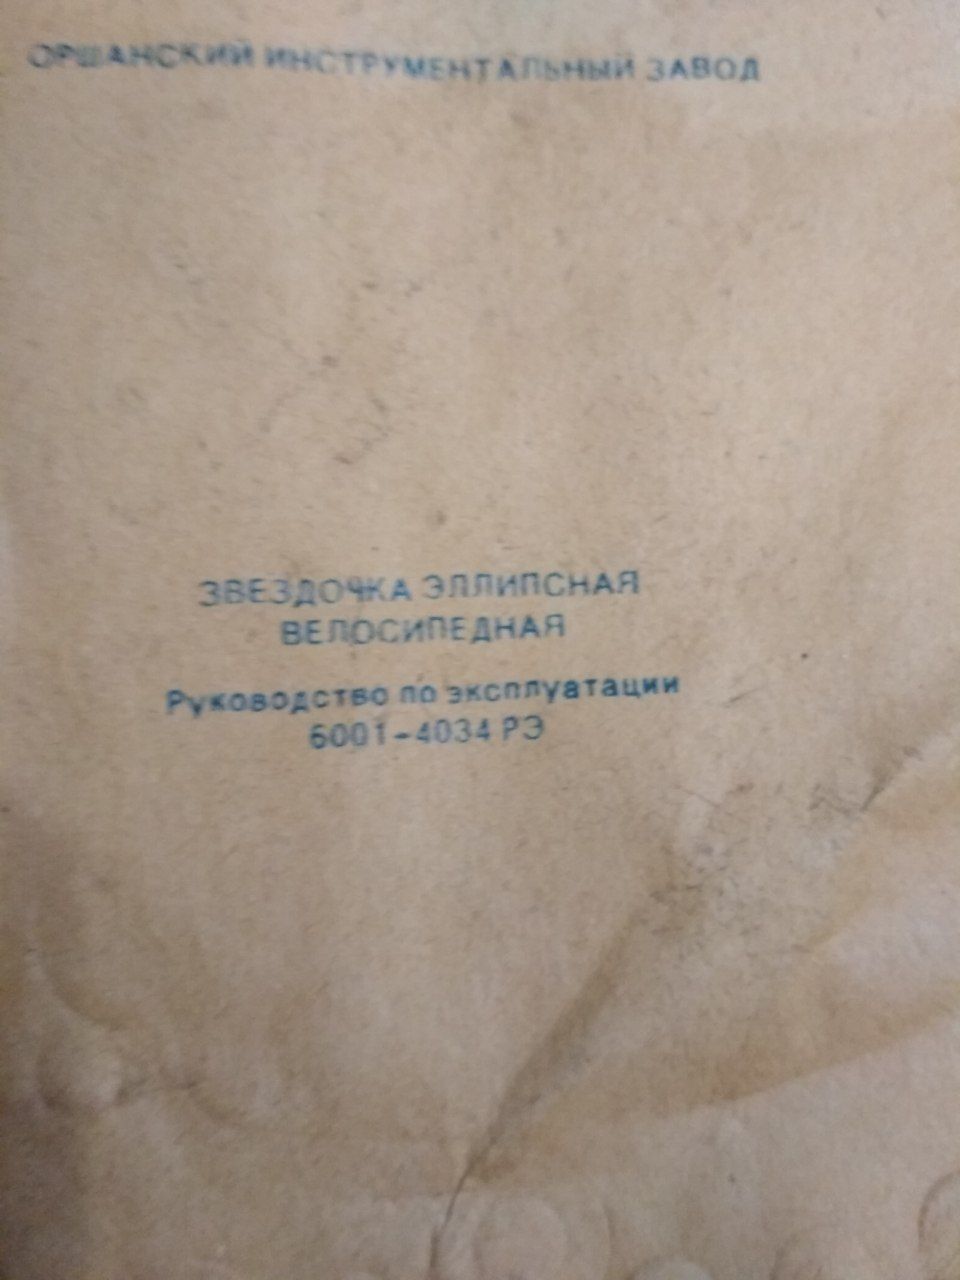 ОРШАНСКИЙ ИНСТРУМЕНТАЛЬНЫЙ ЗАВОД
ЗВЕЗДОЧКА ЭЛЛИПСНАЯ
ВЕЛОСИПЕДНАЯ
Руководство по эксплуатации
6001-4034 РЭ